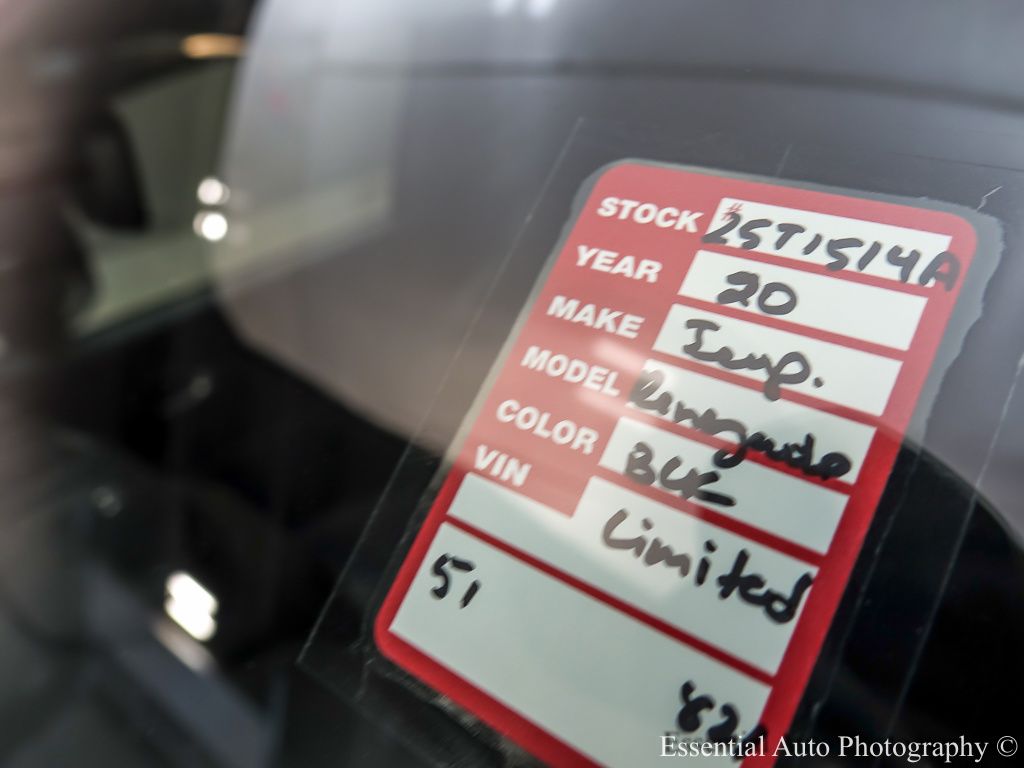 STOCK #25T1514A
YEAR 20
MAKE Jeep.
MODEL Renegade
COLOR BLK
VIN Limited
51
Essential Auto Photography ©